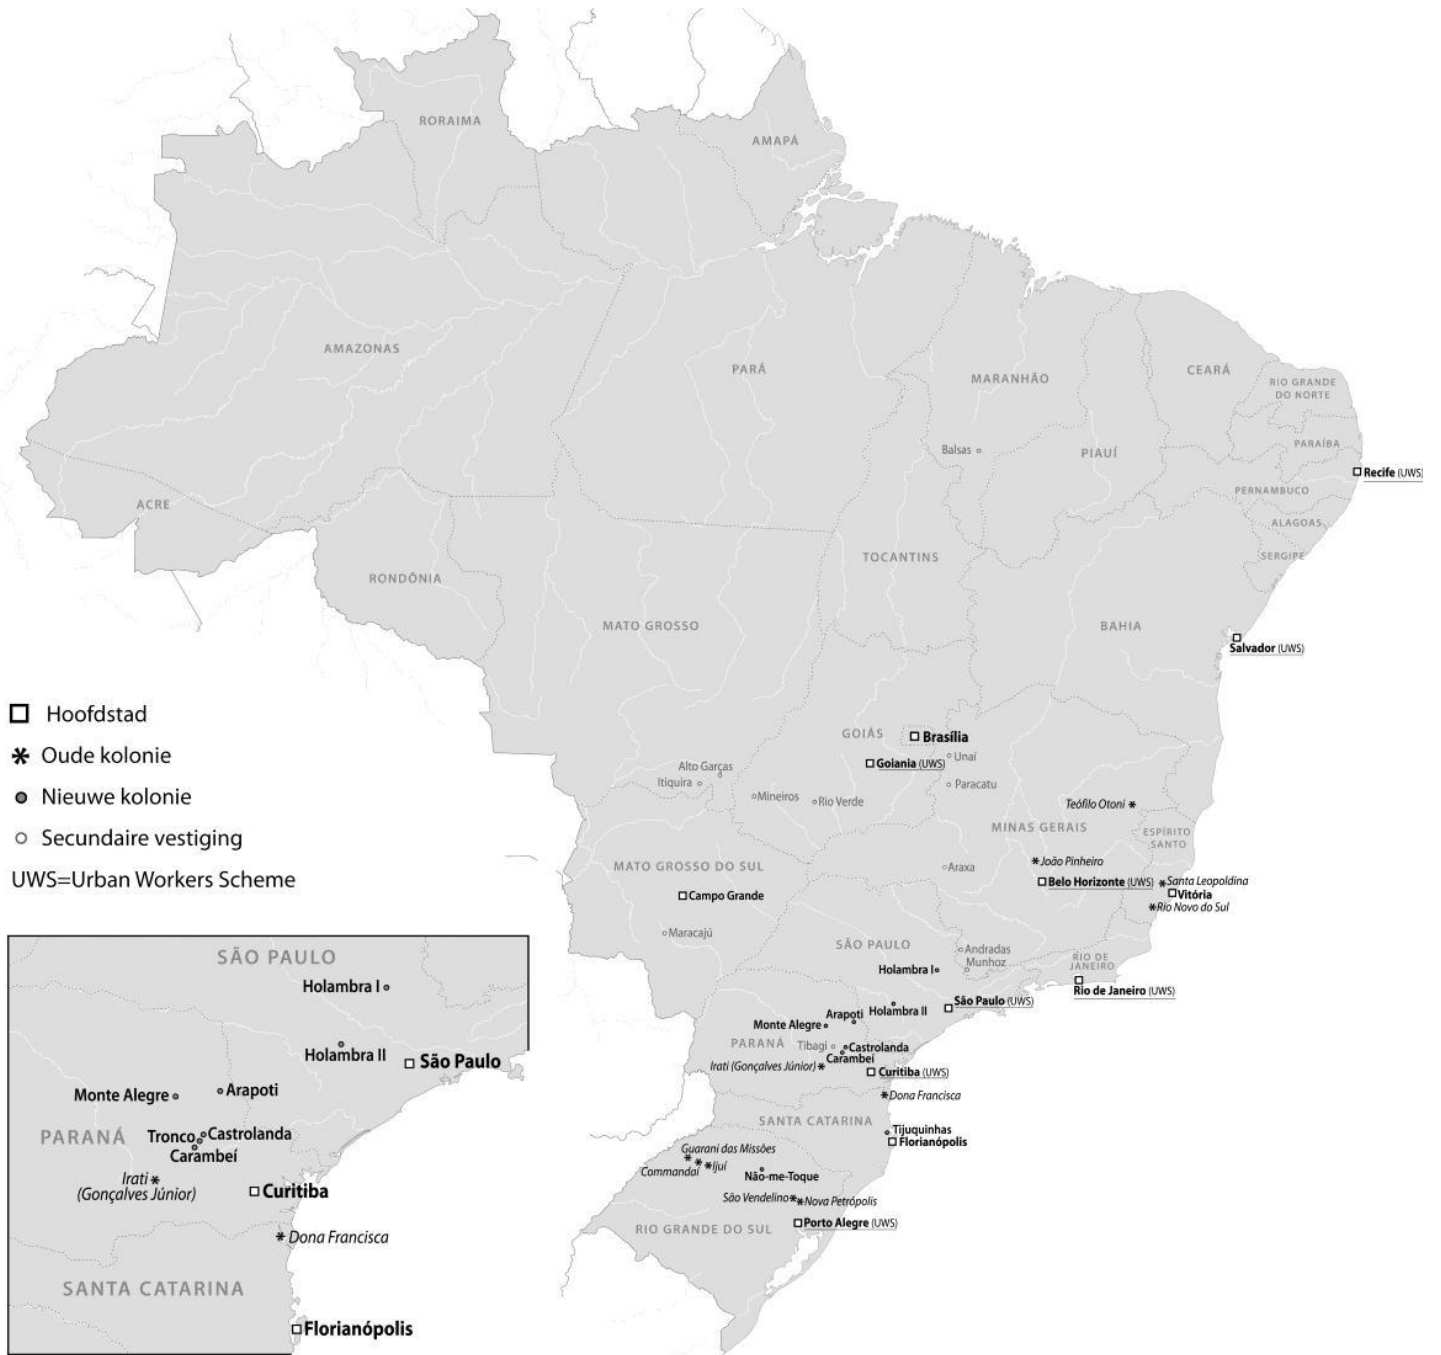 RORAIMA
AMAPÁ
AMAZONAS
PARÁ
MARANHÃO
CEARÁ
RIO GRANDE
DO NORTE
PARAÍBA
Balsas
PIAUÍ
Recife (UWS)
PERNAMBUCO
ACRE
ALAGOAS
SERGIPE
TOCANTINS
RONDÔNIA
MATO GROSSO
BAHIA
Salvador (UWS)
Hoofdstad
Oude kolonie
Nieuwe kolonie
Secundaire vestiging
UWS=Urban Workers Scheme
GOIÁS
Brasília
Unaí
Goiania (UWS)
Alto Garças
Itiquira
Paracatu
Mineiros
Rio Verde
Teófilo Otoni
MINAS GERAIS
ESPÍRITO
SANTO
João Pinheiro
MATO GROSSO DO SUL
Araxa
Belo Horizonte (UWS)
Santa Leopoldina
Campo Grande
Vitória
Rio Novo do Sul
Maracajú
SÃO PAULO
Andradas
Munhoz
RIO DE
JANEIRO
Holambra I
Rio de Janeiro (UWS)
São Paulo (UWS)
Holambra II
Arapoti
Monte Alegre
PARANÁ
Tibagi
Castrolanda
Carambeí
Irati (Gonçalves Júnior)
Curitiba (UWS)
Dona Francisca
SANTA CATARINA
Tijuquinhas
Florianópolis
Guarani das Missões
Commandaí
Ijuí
Não-me-Toque
São Vendelino
Nova Petrópolis
Porto Alegre (UWS)
RIO GRANDE DO SUL
SÃO PAULO
Holambra I
Holambra II
São Paulo
Monte Alegre
Arapoti
PARANÁ
Tronco
Castrolanda
Carambeí
Irati
(Gonçalves Júnior)
Curitiba
Dona Francisca
SANTA CATARINA
Florianópolis